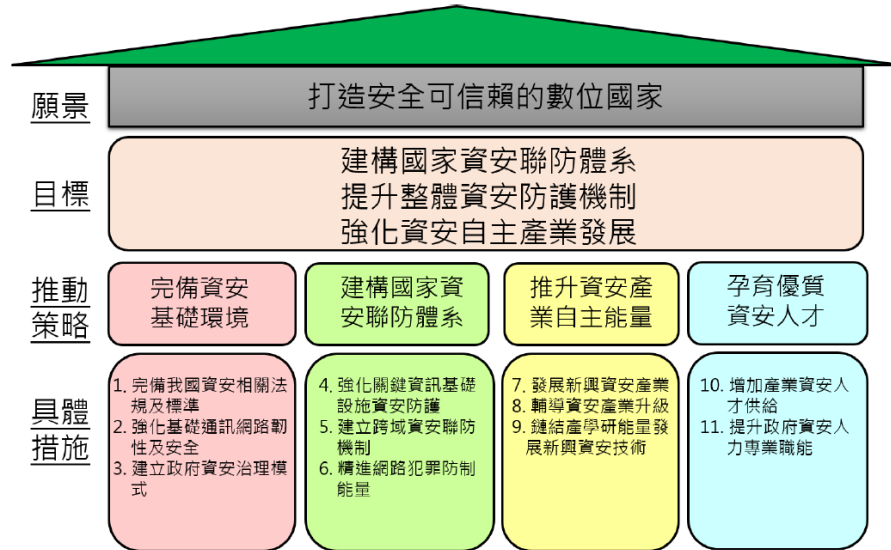 願景
打造安全可信賴的數位國家
目標
建構國家資安聯防體系
提升整體資安防護機制
強化資安自主產業發展
推動
策略
完備資安
基礎環境
建構國家資
安聯防體系
推升資安產
業自主能量
孕育優質
資安人才
具體
措施
1. 完備我國資安相關法
規及標準
2. 強化基礎通訊網路韌
性及安全
3. 建立政府資安治理模
式
4. 強化關鍵資訊基礎
設施資安防護
5. 建立跨域資安聯防
機制
6. 精進網路犯罪防制
能量
7. 發展新興資安產業
8. 輔導資安產業升級
9. 鏈結產學研能量發
展新興資安技術
10. 增加產業資安人
才供給
11. 提升政府資安人
力專業職能